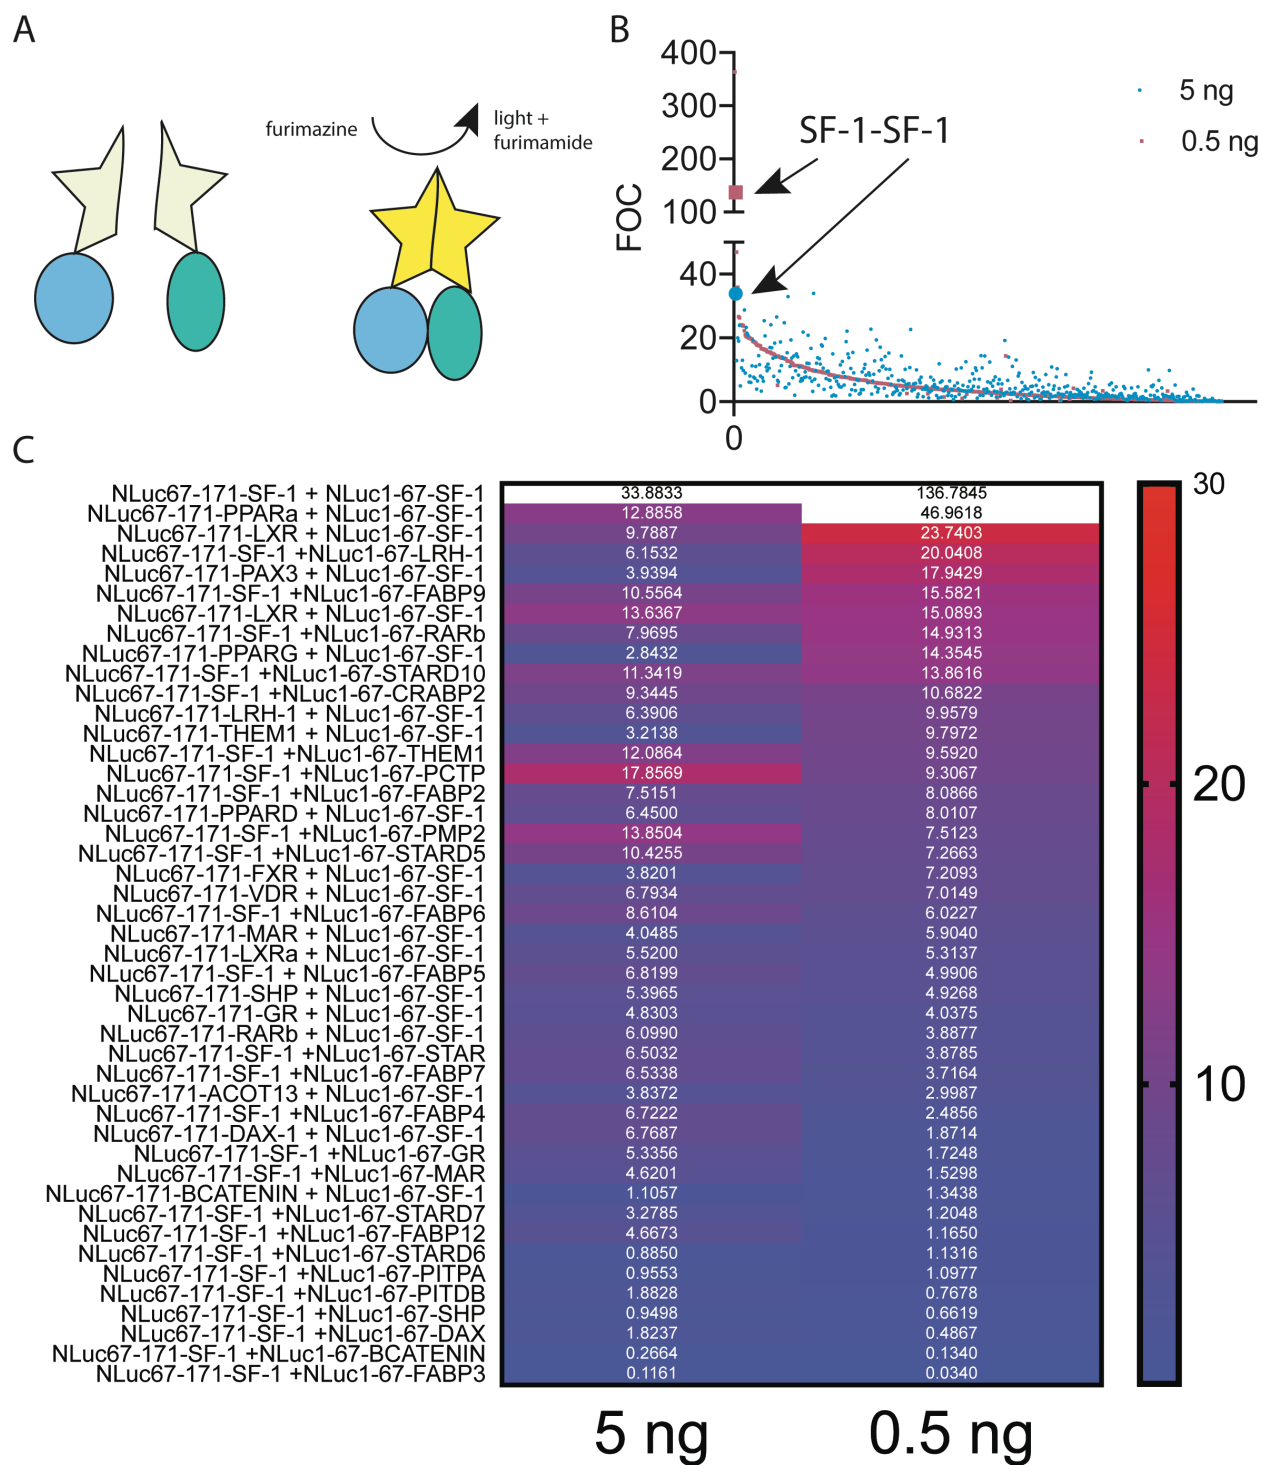 A
furimazine
light +
furimamide
B
400
300
200
100
40
20
0
0
FOC
SF-1-SF-1
5 ng
0.5 ng
C
NLuc67-171-SF-1 + NLuc1-67-SF-1 33.8833 136.7845
NLuc67-171-PPARa + NLuc1-67-SF-1 12.8858 46.9618
NLuc67-171-LXR + NLuc1-67-SF-1 9.7887 23.7403
NLuc67-171-SF-1 +NLuc1-67-LRH-1 6.1532 20.0408
NLuc67-171-PAX3 + NLuc1-67-SF-1 3.9394 17.9429
NLuc67-171-SF-1 +NLuc1-67-FABP9 10.5564 15.5821
NLuc67-171-LXR + NLuc1-67-SF-1 13.6367 15.0893
NLuc67-171-SF-1 +NLuc1-67-RARb 7.9695 14.9313
NLuc67-171-PPARG + NLuc1-67-SF-1 2.8432 14.3545
NLuc67-171-SF-1 +NLuc1-67-STARD10 11.3419 13.8616
NLuc67-171-SF-1 +NLuc1-67-CRABP2 9.3445 10.6822
NLuc67-171-LRH-1 + NLuc1-67-SF-1 6.3906 9.9579
NLuc67-171-THEM1 + NLuc1-67-SF-1 3.2138 9.7972
NLuc67-171-SF-1 +NLuc1-67-THEM1 12.0864 9.5920
NLuc67-171-SF-1 +NLuc1-67-PCTP 17.8569 9.3067
NLuc67-171-SF-1 +NLuc1-67-FABP2 7.5151 8.0866
NLuc67-171-PPARD + NLuc1-67-SF-1 6.4500 8.0107
NLuc67-171-SF-1 +NLuc1-67-PMP2 13.8504 7.5123
NLuc67-171-SF-1 +NLuc1-67-STARD5 10.4255 7.2663
NLuc67-171-FXR + NLuc1-67-SF-1 3.8201 7.2093
NLuc67-171-VDR + NLuc1-67-SF-1 6.7934 7.0149
NLuc67-171-SF-1 +NLuc1-67-FABP6 8.6104 6.0227
NLuc67-171-MAR + NLuc1-67-SF-1 4.0485 5.9040
NLuc67-171-LXRa + NLuc1-67-SF-1 5.5200 5.3137
NLuc67-171-SF-1 + NLuc1-67-FABP5 6.8199 4.9906
NLuc67-171-SHP + NLuc1-67-SF-1 5.3965 4.9268
NLuc67-171-GR + NLuc1-67-SF-1 4.8303 4.0375
NLuc67-171-RARb + NLuc1-67-SF-1 6.0990 3.8877
NLuc67-171-SF-1 +NLuc1-67-STAR 6.5032 3.8785
NLuc67-171-SF-1 +NLuc1-67-FABP7 6.5338 3.7164
NLuc67-171-ACOT13 + NLuc1-67-SF-1 3.8372 2.9987
NLuc67-171-SF-1 +NLuc1-67-FABP4 6.7222 2.4856
NLuc67-171-DAX-1 + NLuc1-67-SF-1 6.7687 1.8714
NLuc67-171-SF-1 +NLuc1-67-GR 5.3356 1.7248
NLuc67-171-SF-1 +NLuc1-67-MAR 4.6201 1.5298
NLuc67-171-BCATENIN + NLuc1-67-SF-1 1.1057 1.3438
NLuc67-171-SF-1 +NLuc1-67-STARD7 3.2785 1.2048
NLuc67-171-SF-1 +NLuc1-67-FABP12 4.6673 1.1650
NLuc67-171-SF-1 +NLuc1-67-STARD6 0.8850 1.1316
NLuc67-171-SF-1 +NLuc1-67-PITPA 0.9553 1.0977
NLuc67-171-SF-1 +NLuc1-67-PITDB 1.8828 0.7678
NLuc67-171-SF-1 +NLuc1-67-SHP 0.9498 0.6619
NLuc67-171-SF-1 +NLuc1-67-DAX 1.8237 0.4867
NLuc67-171-SF-1 +NLuc1-67-BCATENIN 0.2664 0.1340
NLuc67-171-SF-1 +NLuc1-67-FABP3 0.1161 0.0340
5 ng 0.5 ng
30
20
10